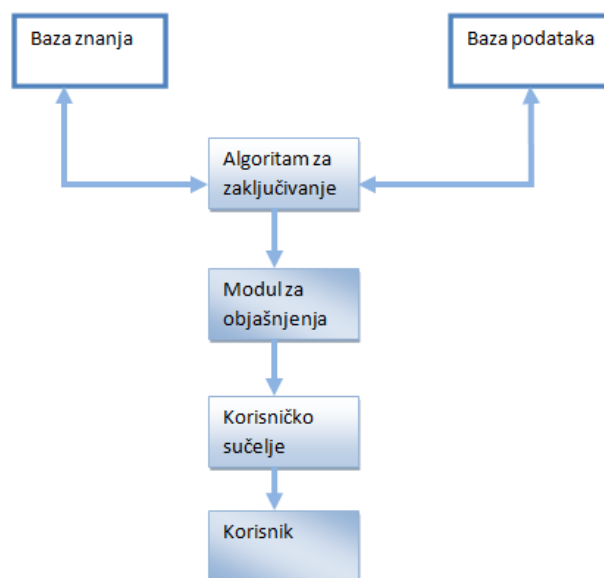 Baza znanja
Baza podataka
Algoritam za
zaključivanje
Modul za
objašnjenja
Korisničko
sučelje
Korisnik